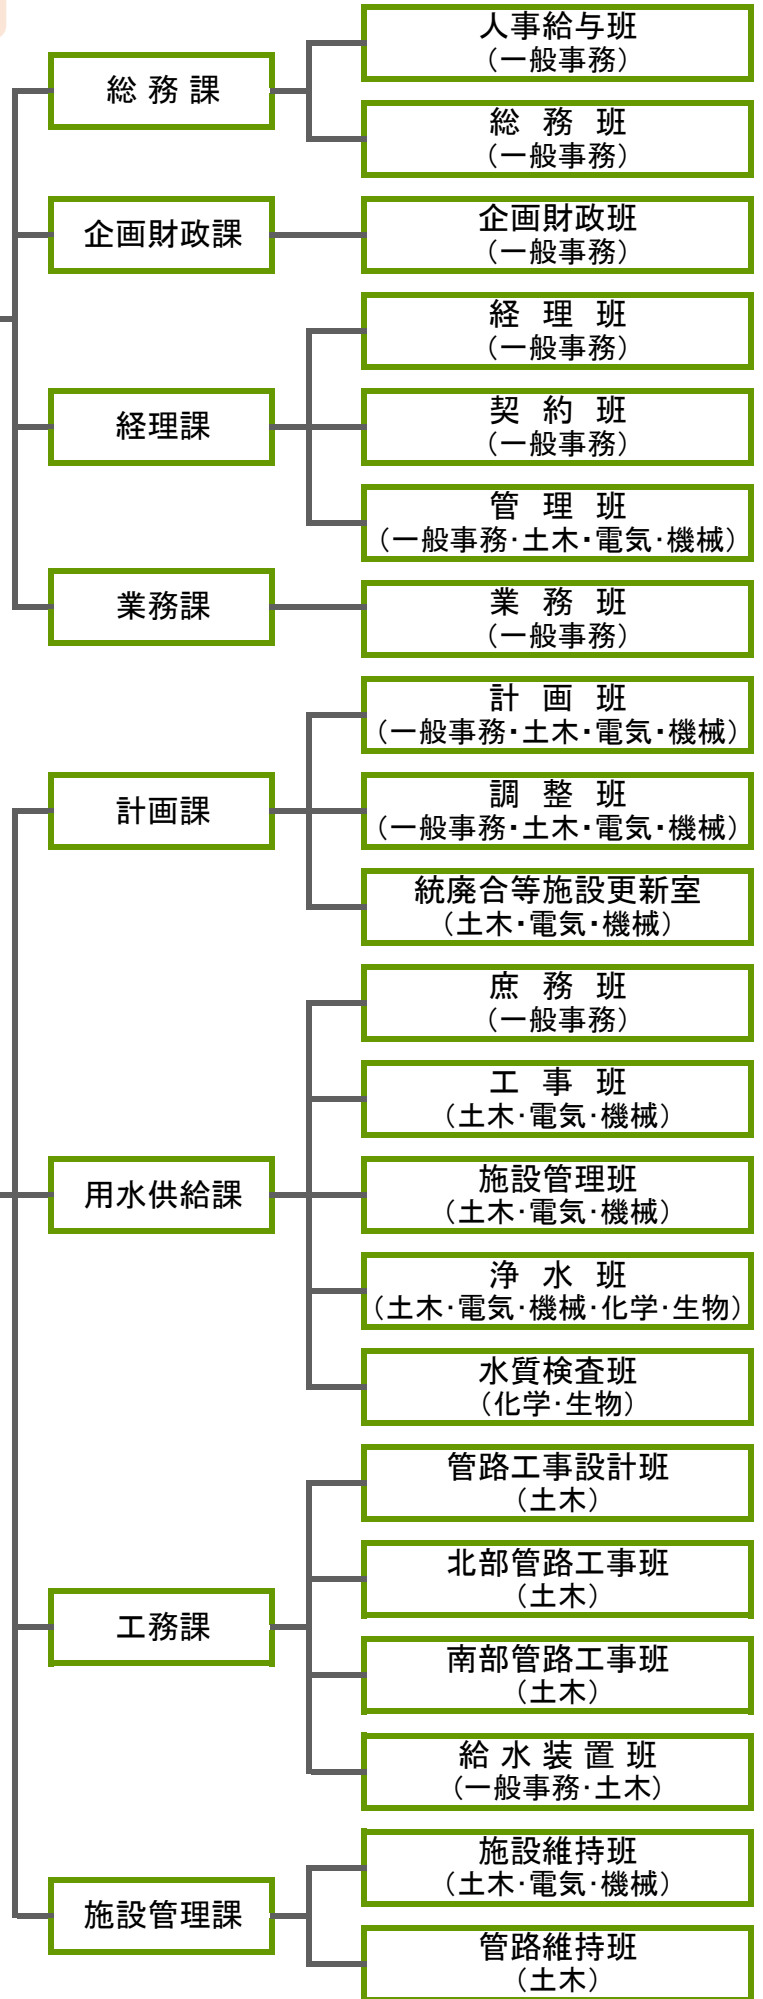 総務課
人事給与班
（一般事務）
総務班
（一般事務）
企画財政課
企画財政班
（一般事務）
経理課
経理班
（一般事務）
契約班
（一般事務）
管理班
（一般事務・土木・電気・機械）
業務課
業務班
（一般事務）
計画課
計画班
（一般事務・土木・電気・機械）
調整班
（一般事務・土木・電気・機械）
統廃合等施設更新室
（土木・電気・機械）
用水供給課
庶務班
（一般事務）
工事班
（土木・電気・機械）
施設管理班
（土木・電気・機械）
浄水班
（土木・電気・機械・化学・生物）
水質検査班
（化学・生物）
工務課
管路工事設計班
（土木）
北部管路工事班
（土木）
南部管路工事班
（土木）
給水装置班
（一般事務・土木）
施設管理課
施設維持班
（土木・電気・機械）
管路維持班
（土木）